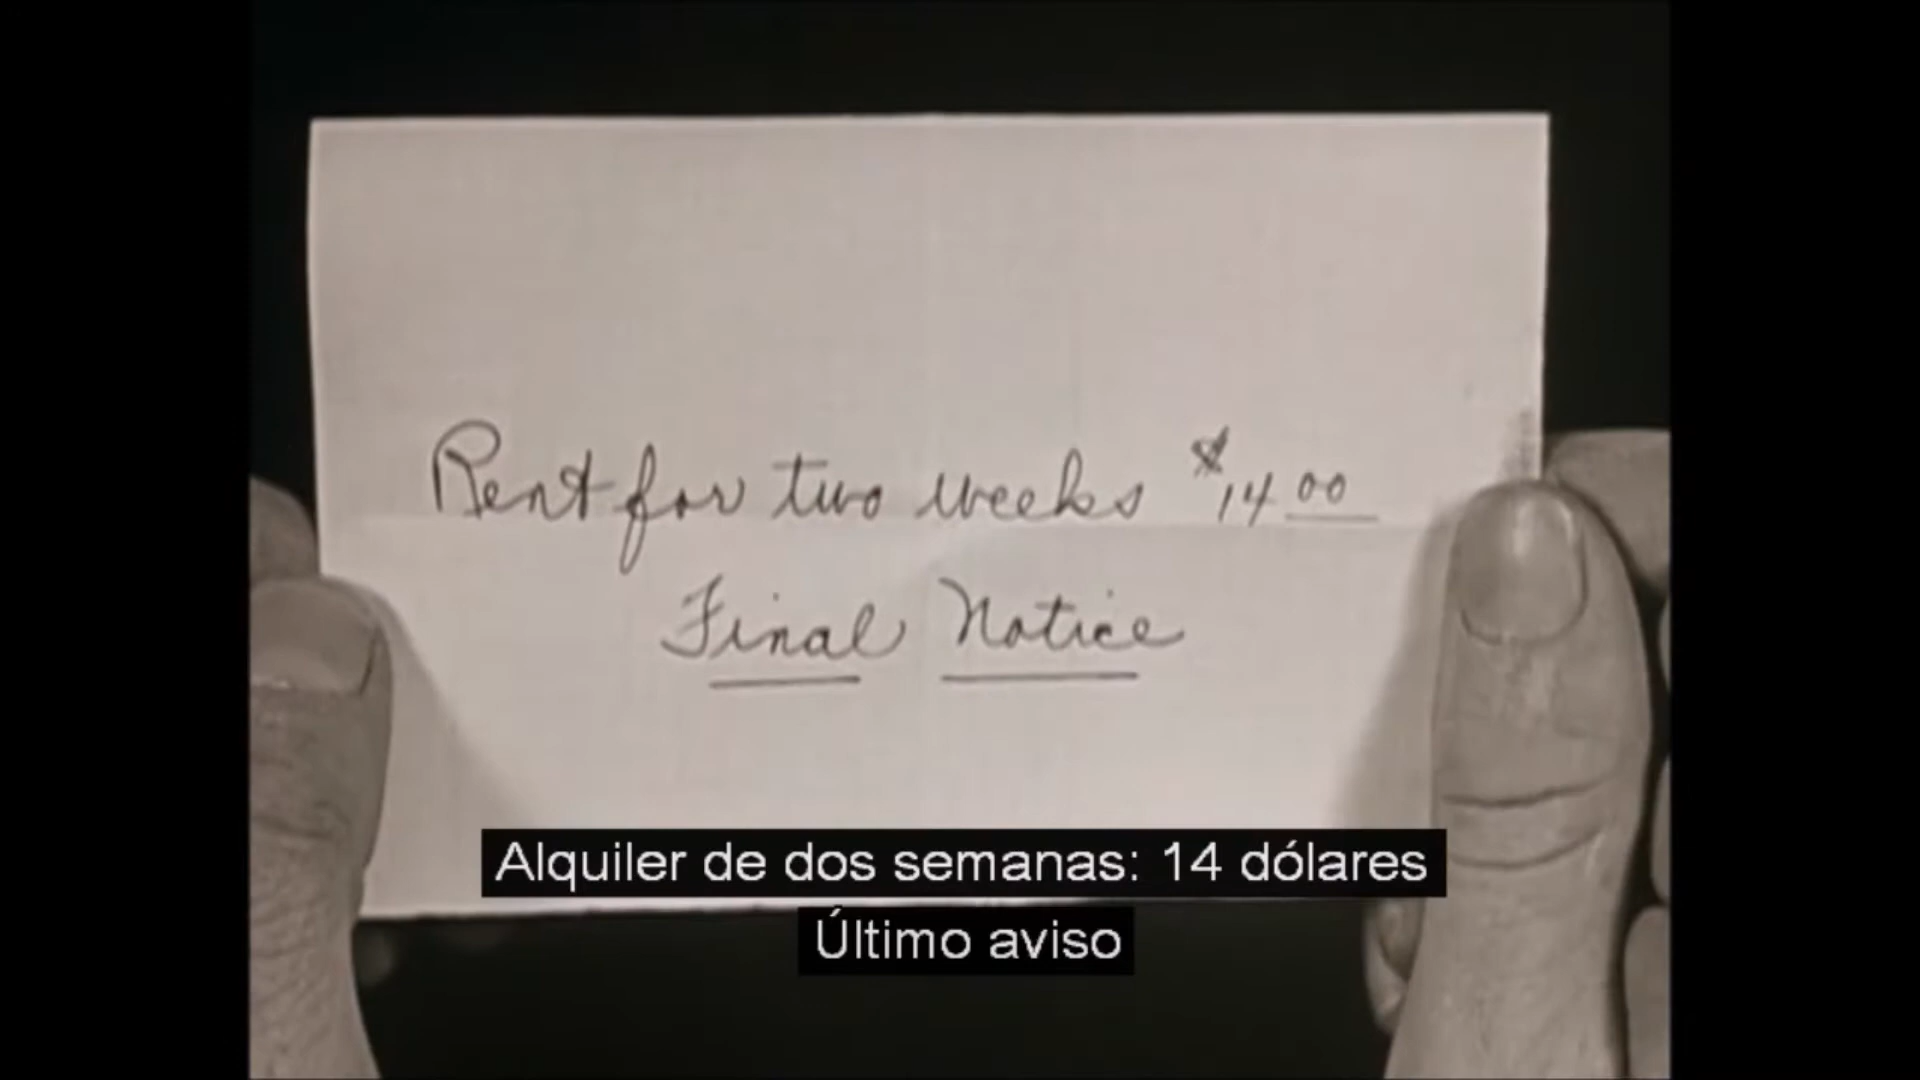 Rent for two weeks $14.00
Final Notice
Alquiler de dos semanas: 14 dólares
Último aviso